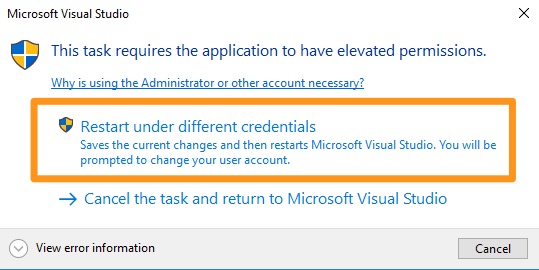 Microsoft Visual Studio
This task requires the application to have elevated permissions.
Why is using the Administrator or other account necessary?
Restart under different credentials
Saves the current changes and then restarts Microsoft Visual Studio. You will be
prompted to change your user account.
Cancel the task and return to Microsoft Visual Studio
View error information
Cancel